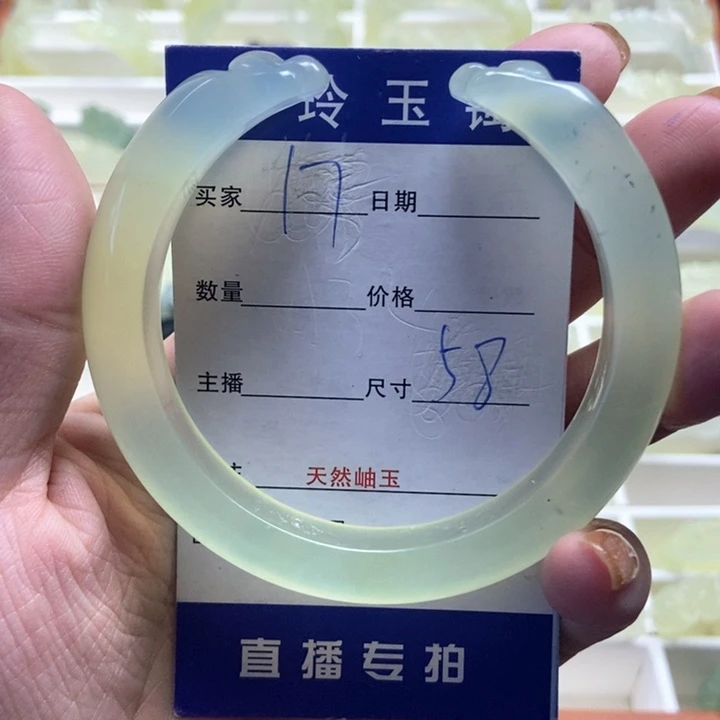 玲玉
买家 17 日期
数量 价格
主播 尺寸 58
天然岫玉
直播专拍